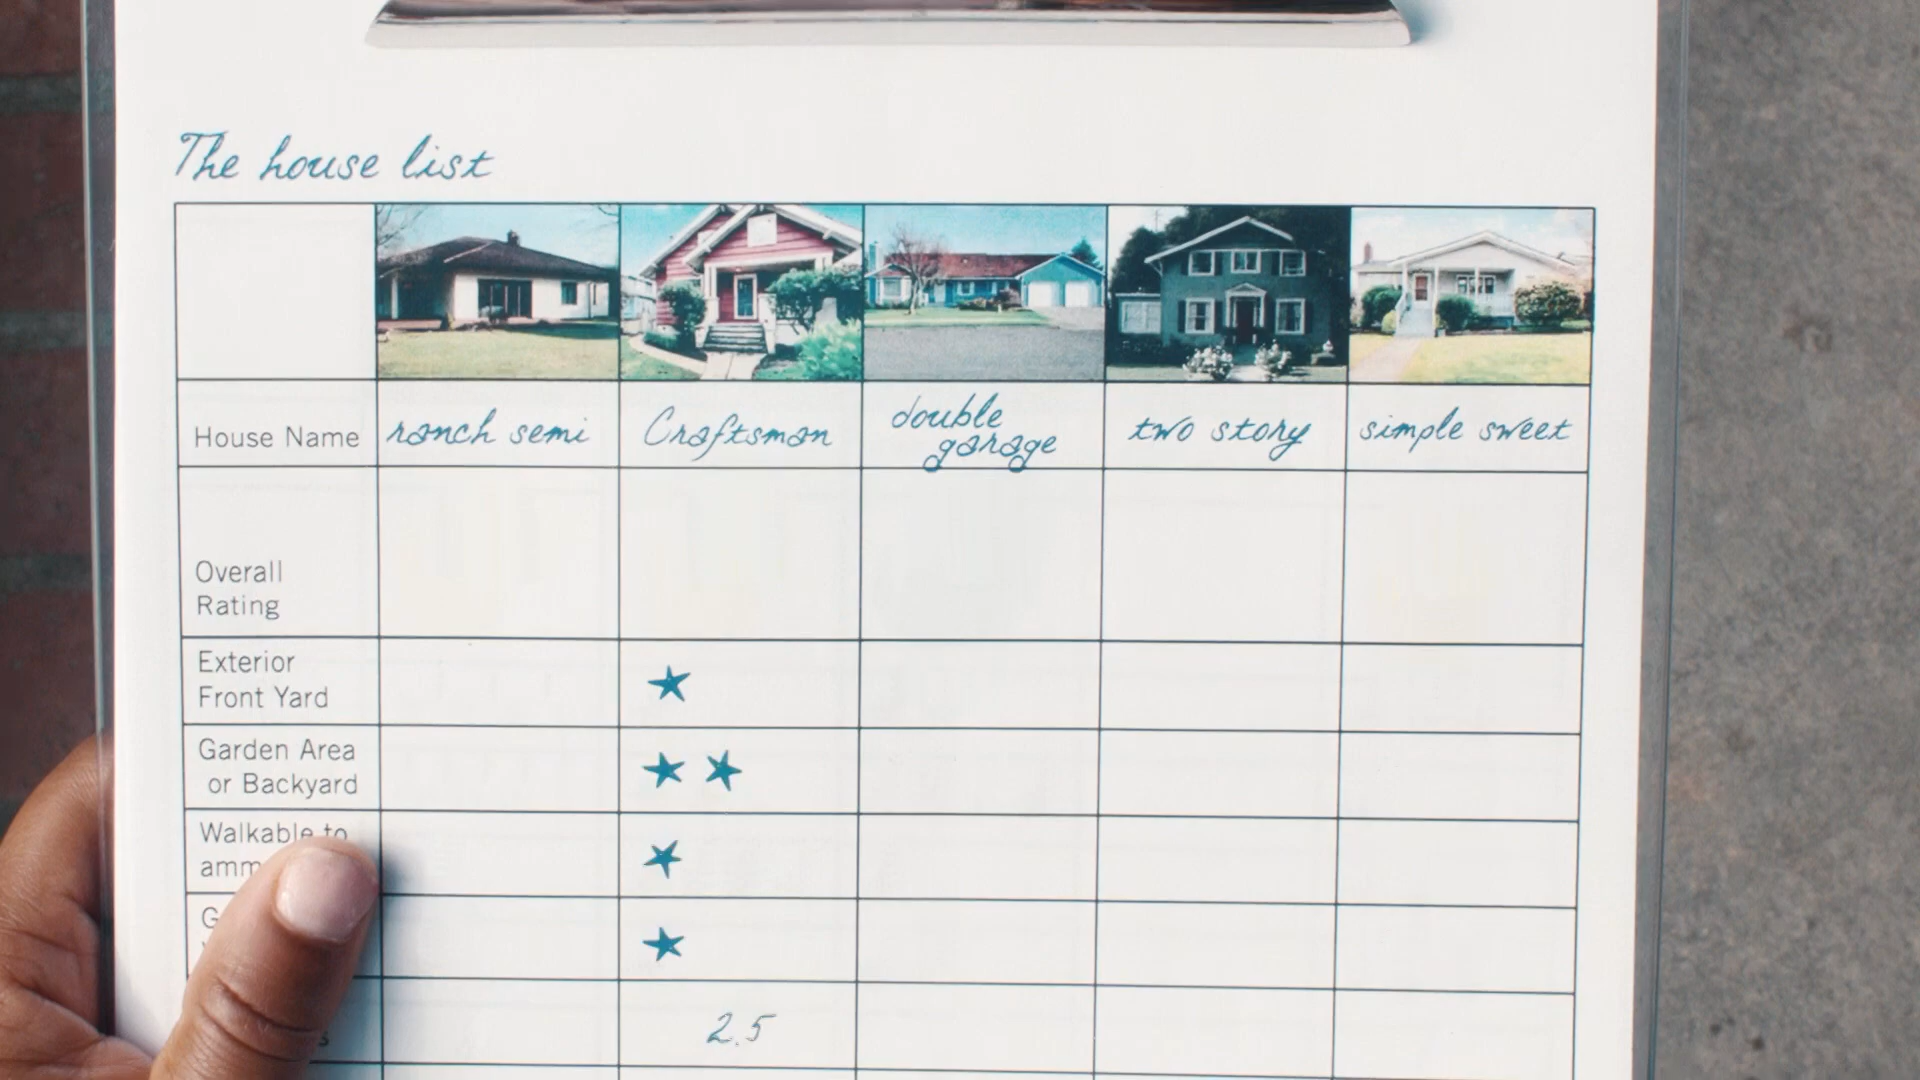 The house list
House Name
ranch semi
Craftsman
double
garage
two story
simple sweet
Overall
Rating
Exterior
Front Yard
Garden Area
or Backyard
Walkable to
2.5